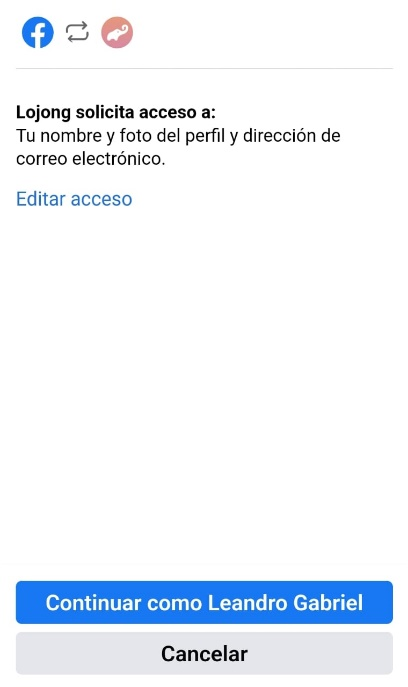 Lojong solicita acceso a:
Tu nombre y foto del perfil y dirección de
correo electrónico.
Editar acceso
Continuar como Leandro Gabriel
Cancelar